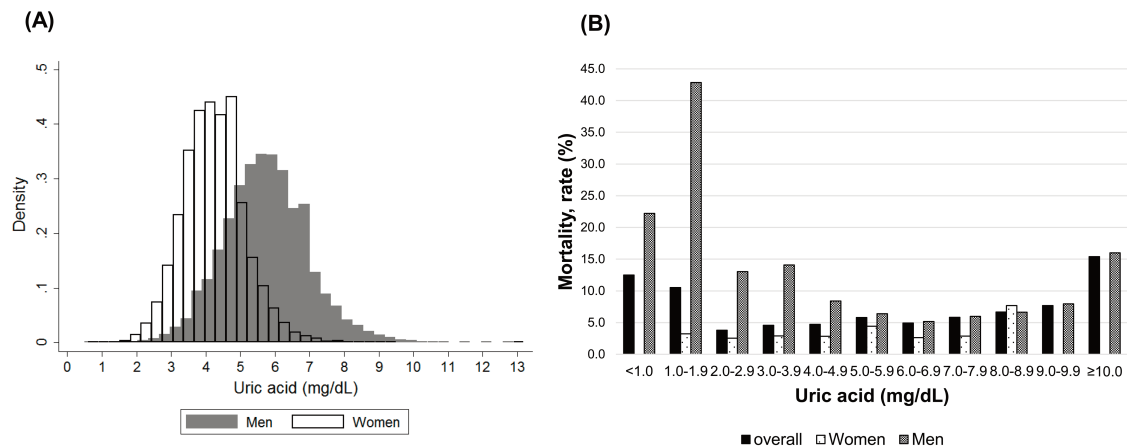 (A)
.5
.4
.3
.2
.1
0
Density
0 1 2 3 4 5 6 7 8 9 10 11 12 13
Uric acid (mg/dL)
Men Women
(B)
45.0
40.0
35.0
30.0
25.0
20.0
15.0
10.0
5.0
0.0
Mortality, rate (%)
<1.0 1.0-1.9 2.0-2.9 3.0-3.9 4.0-4.9 5.0-5.9 6.0-6.9 7.0-7.9 8.0-8.9 9.0-9.9 ≥10.0
Uric acid (mg/dL)
overall Women Men